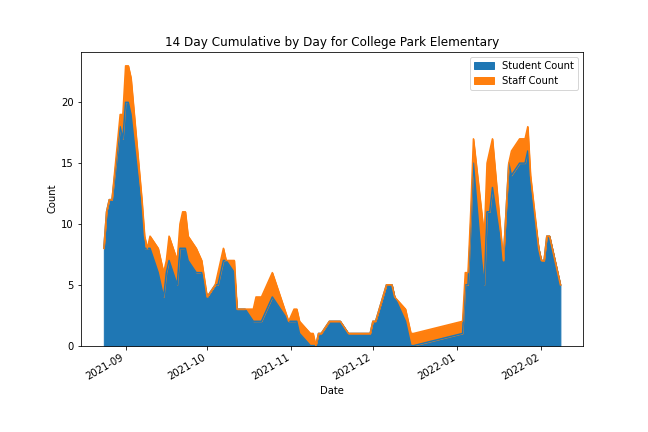 14 Day Cumulative by Day for College Park Elementary
Student Count
Staff Count
20
15
10
5
0
Count
2021-09
2021-10
2021-11
2021-12
2022-01
2022-02
Date